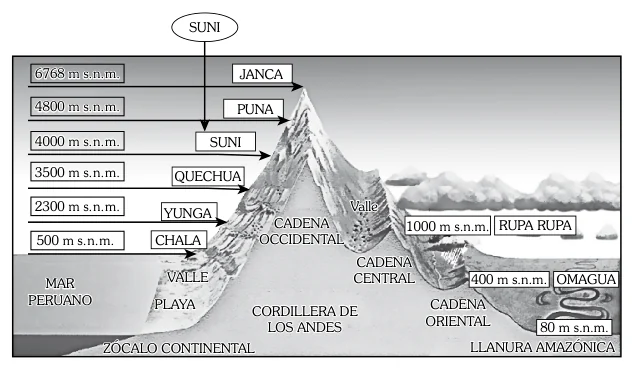 SUNI
6768 m s.n.m.
JANCA
4800 m s.n.m.
PUNA
4000 m s.n.m.
SUNI
3500 m s.n.m.
QUECHUA
2300 m s.n.m.
YUNGA
500 m s.n.m.
CHALA
Valle
CADENA
OCCIDENTAL
1000 m s.n.m.
RUPA RUPA
CADENA
CENTRAL
400 m s.n.m.
OMAGUA
MAR
PERUANO
VALLE
PLAYA
CORDILLERA DE
LOS ANDES
CADENA
ORIENTAL
80 m s.n.m.
ZÓCALO CONTINENTAL
LLANURA AMAZÓNICA